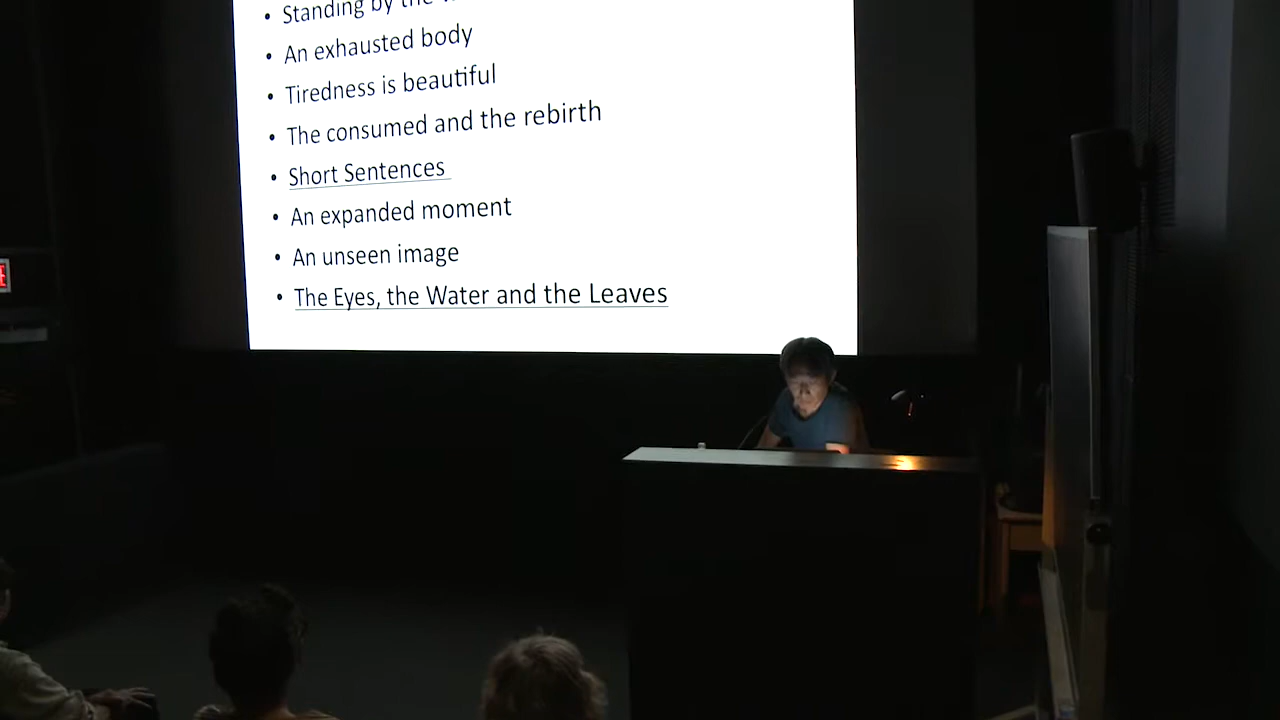 • Standing by the
• An exhausted body
• Tiredness is beautiful
• The consumed and the rebirth
• Short Sentences
• An expanded moment
• An unseen image
• The Eyes, the Water and the Leaves